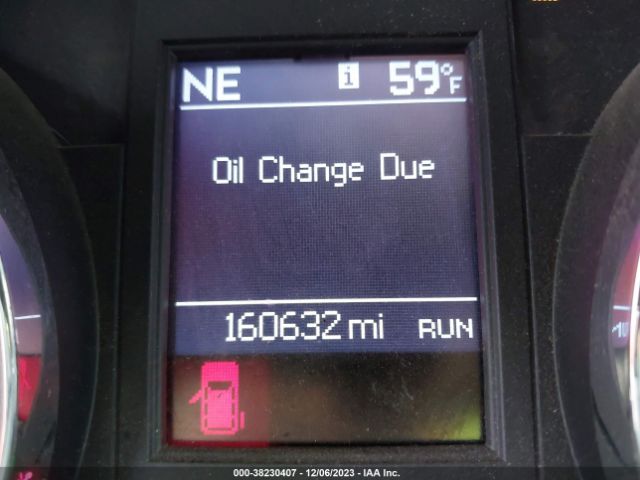 NE i 59°F
Oil Change Due
160632 mi RUN
000-38230407 - 12/06/2023 - IAA Inc.